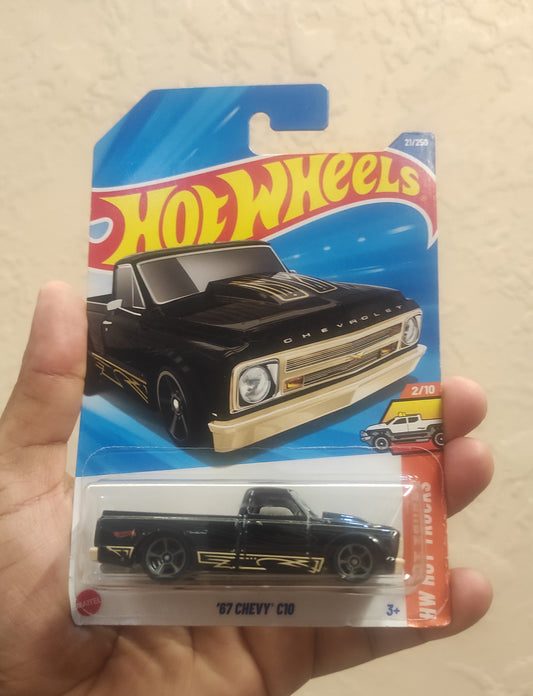 21/250
HOT WHEELS
CHEVROLET
2/10
HW HOT TRUCKS
MATTEL
'67 CHEVY C10
3+